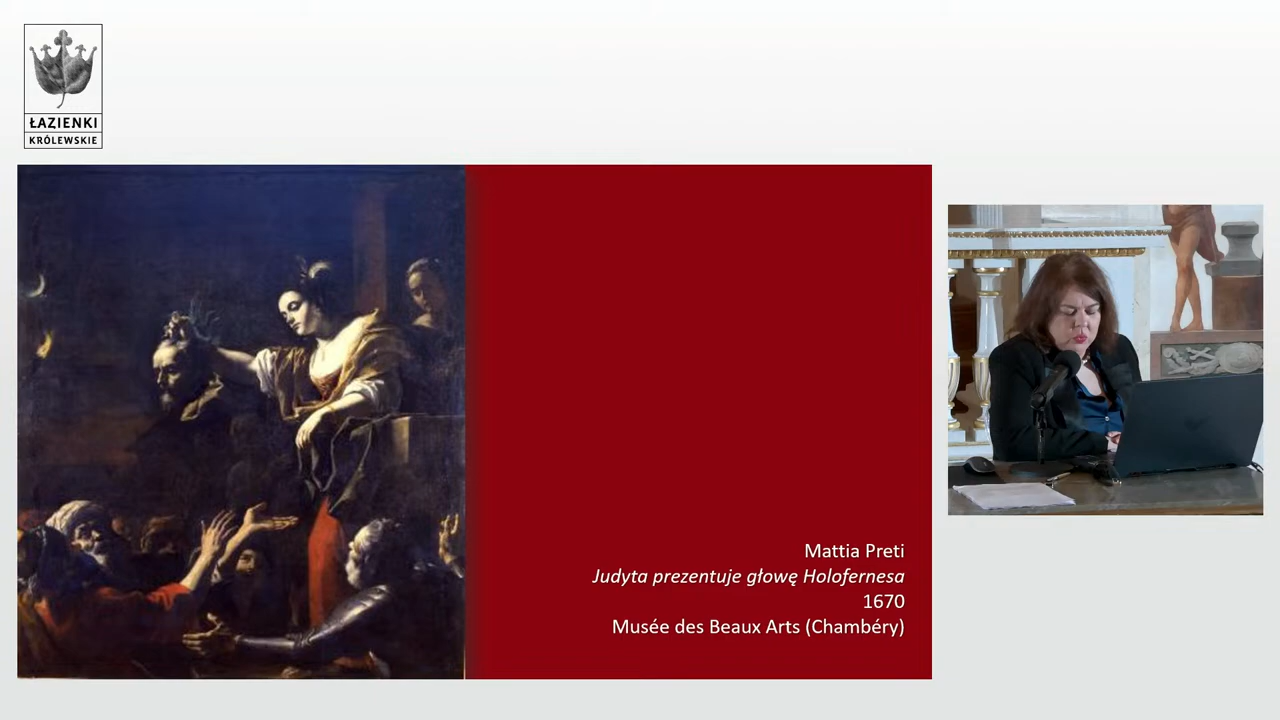 ŁAZIENKI
KRÓLEWSKIE
Mattia Preti
Judyta prezentuje głowę Holofernesa
1670
Musée des Beaux Arts (Chambéry)